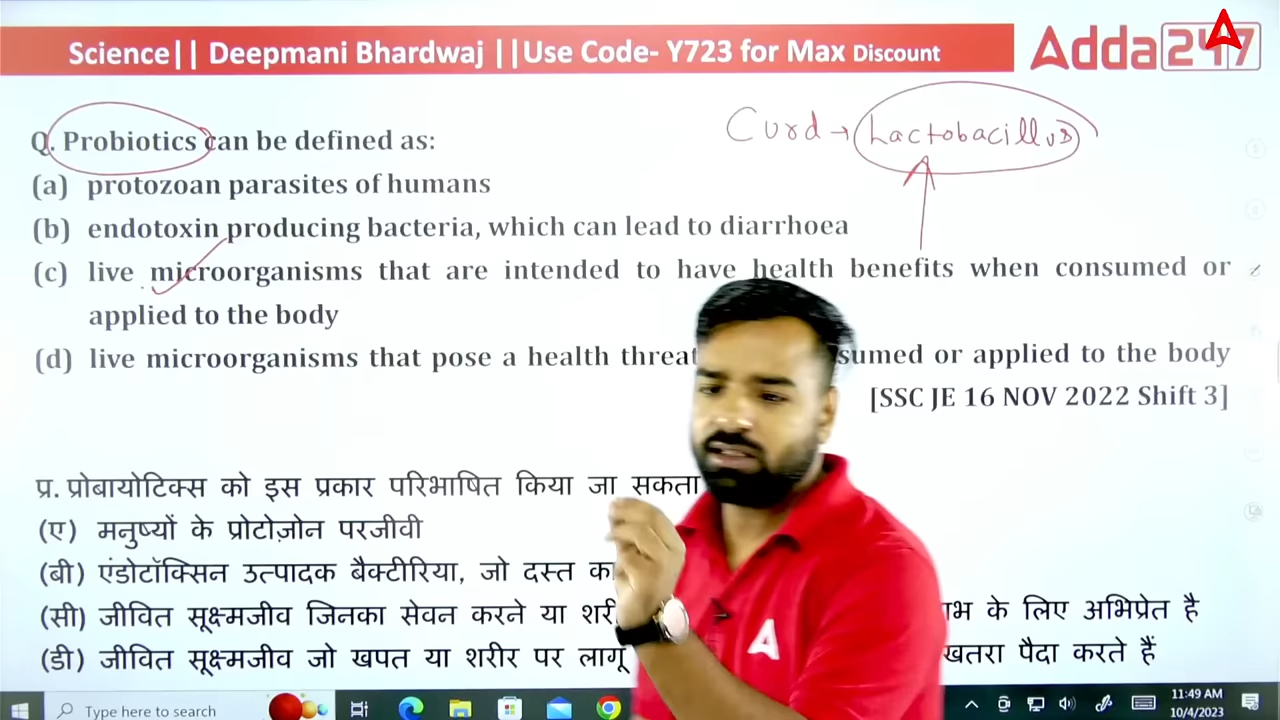 Science|| Deepmani Bhardwaj ||Use Code- Y723 for Max Discount
Adda 247
Curd → Lactobacillus
Q. Probiotics can be defined as:
(a) protozoan parasites of humans
(b) endotoxin producing bacteria, which can lead to diarrhoea
(c) live microorganisms that are intended to have health benefits when consumed or
applied to the body
(d) live microorganisms that pose a health threat sumed or applied to the body
[SSC JE 16 NOV 2022 Shift 3]
प्र. प्रोबायोटिक्स को इस प्रकार परिभाषित किया जा सकता
(ए) मनुष्यों के प्रोटोज़ोन परजीवी
(बी) एंडोटॉक्सिन उत्पादक बैक्टीरिया, जो दस्त का
(सी) जीवित सूक्ष्मजीव जिनका सेवन करने या शरी भ के लिए अभिप्रेत है
(डी) जीवित सूक्ष्मजीव जो खपत या शरीर पर लागू खतरा पैदा करते हैं
Type here to search
11:49 AM
10/4/2023